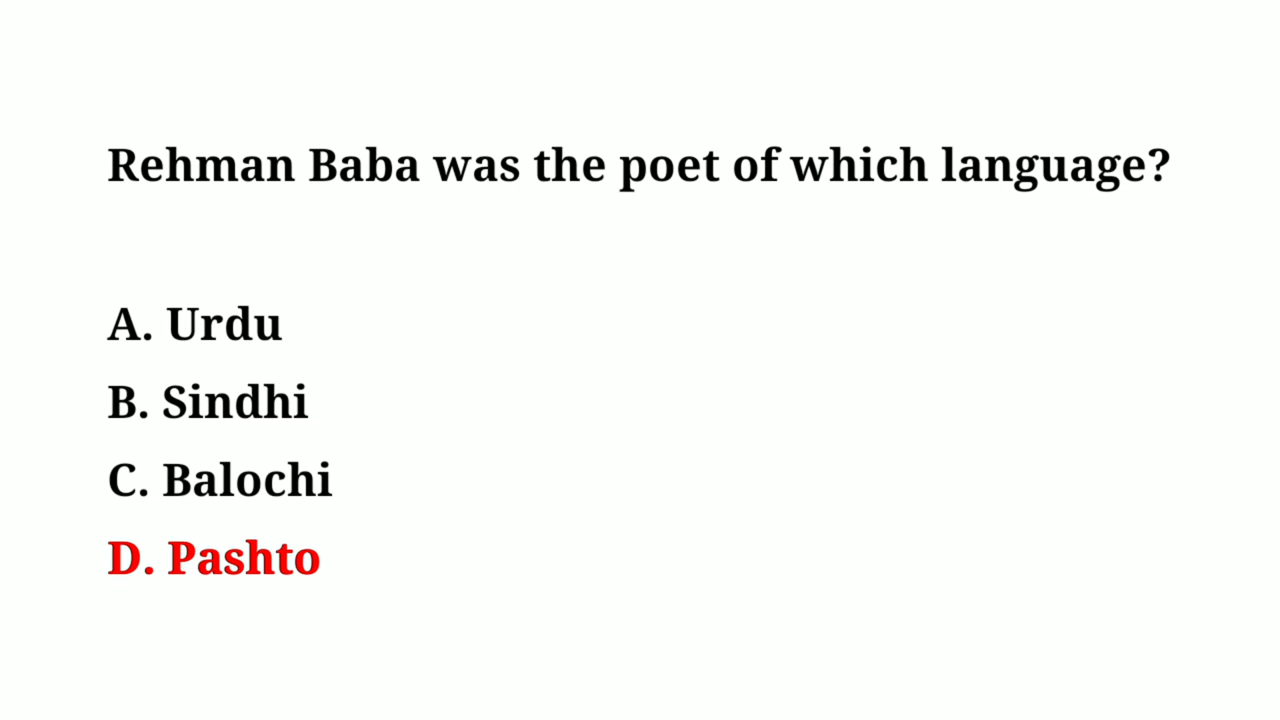 Rehman Baba was the poet of which language?
A. Urdu
B. Sindhi
C. Balochi
D. Pashto